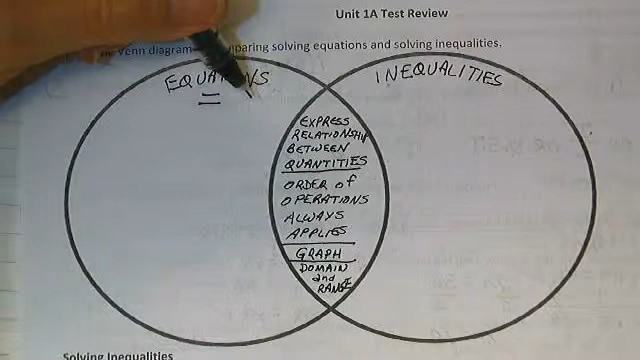 Unit 1A Test Review
Venn diagram paring solving equations and solving inequalities.
EQUATIONS
=
INEQUALITIES
EXPRESS
RELATIONSHIP
BETWEEN
QUANTITIES
ORDER OF
OPERATIONS
ALWAYS
APPLIES
GRAPH
DOMAIN
and
RANGE
Solving Inequalities